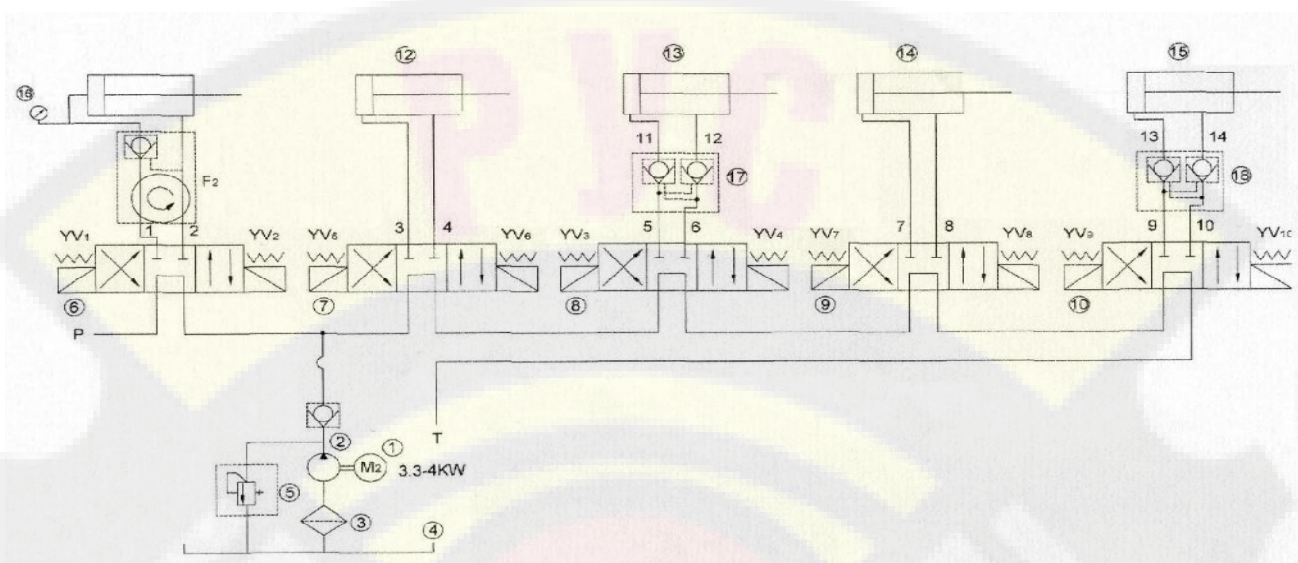 ⑫ ⑬ ⑭ ⑮
⑯
11 12 13 14
F2
⑰ ⑱
1 2 3 4 5 6 7 8 9 10
YV1 YV2 YV5 YV6 YV3 YV4 YV7 YV8 YV9 YV10
⑥ ⑦ ⑧ ⑨ ⑩
P
T
② ①
M2 3.3-4KW
⑤
③ ④
РУС